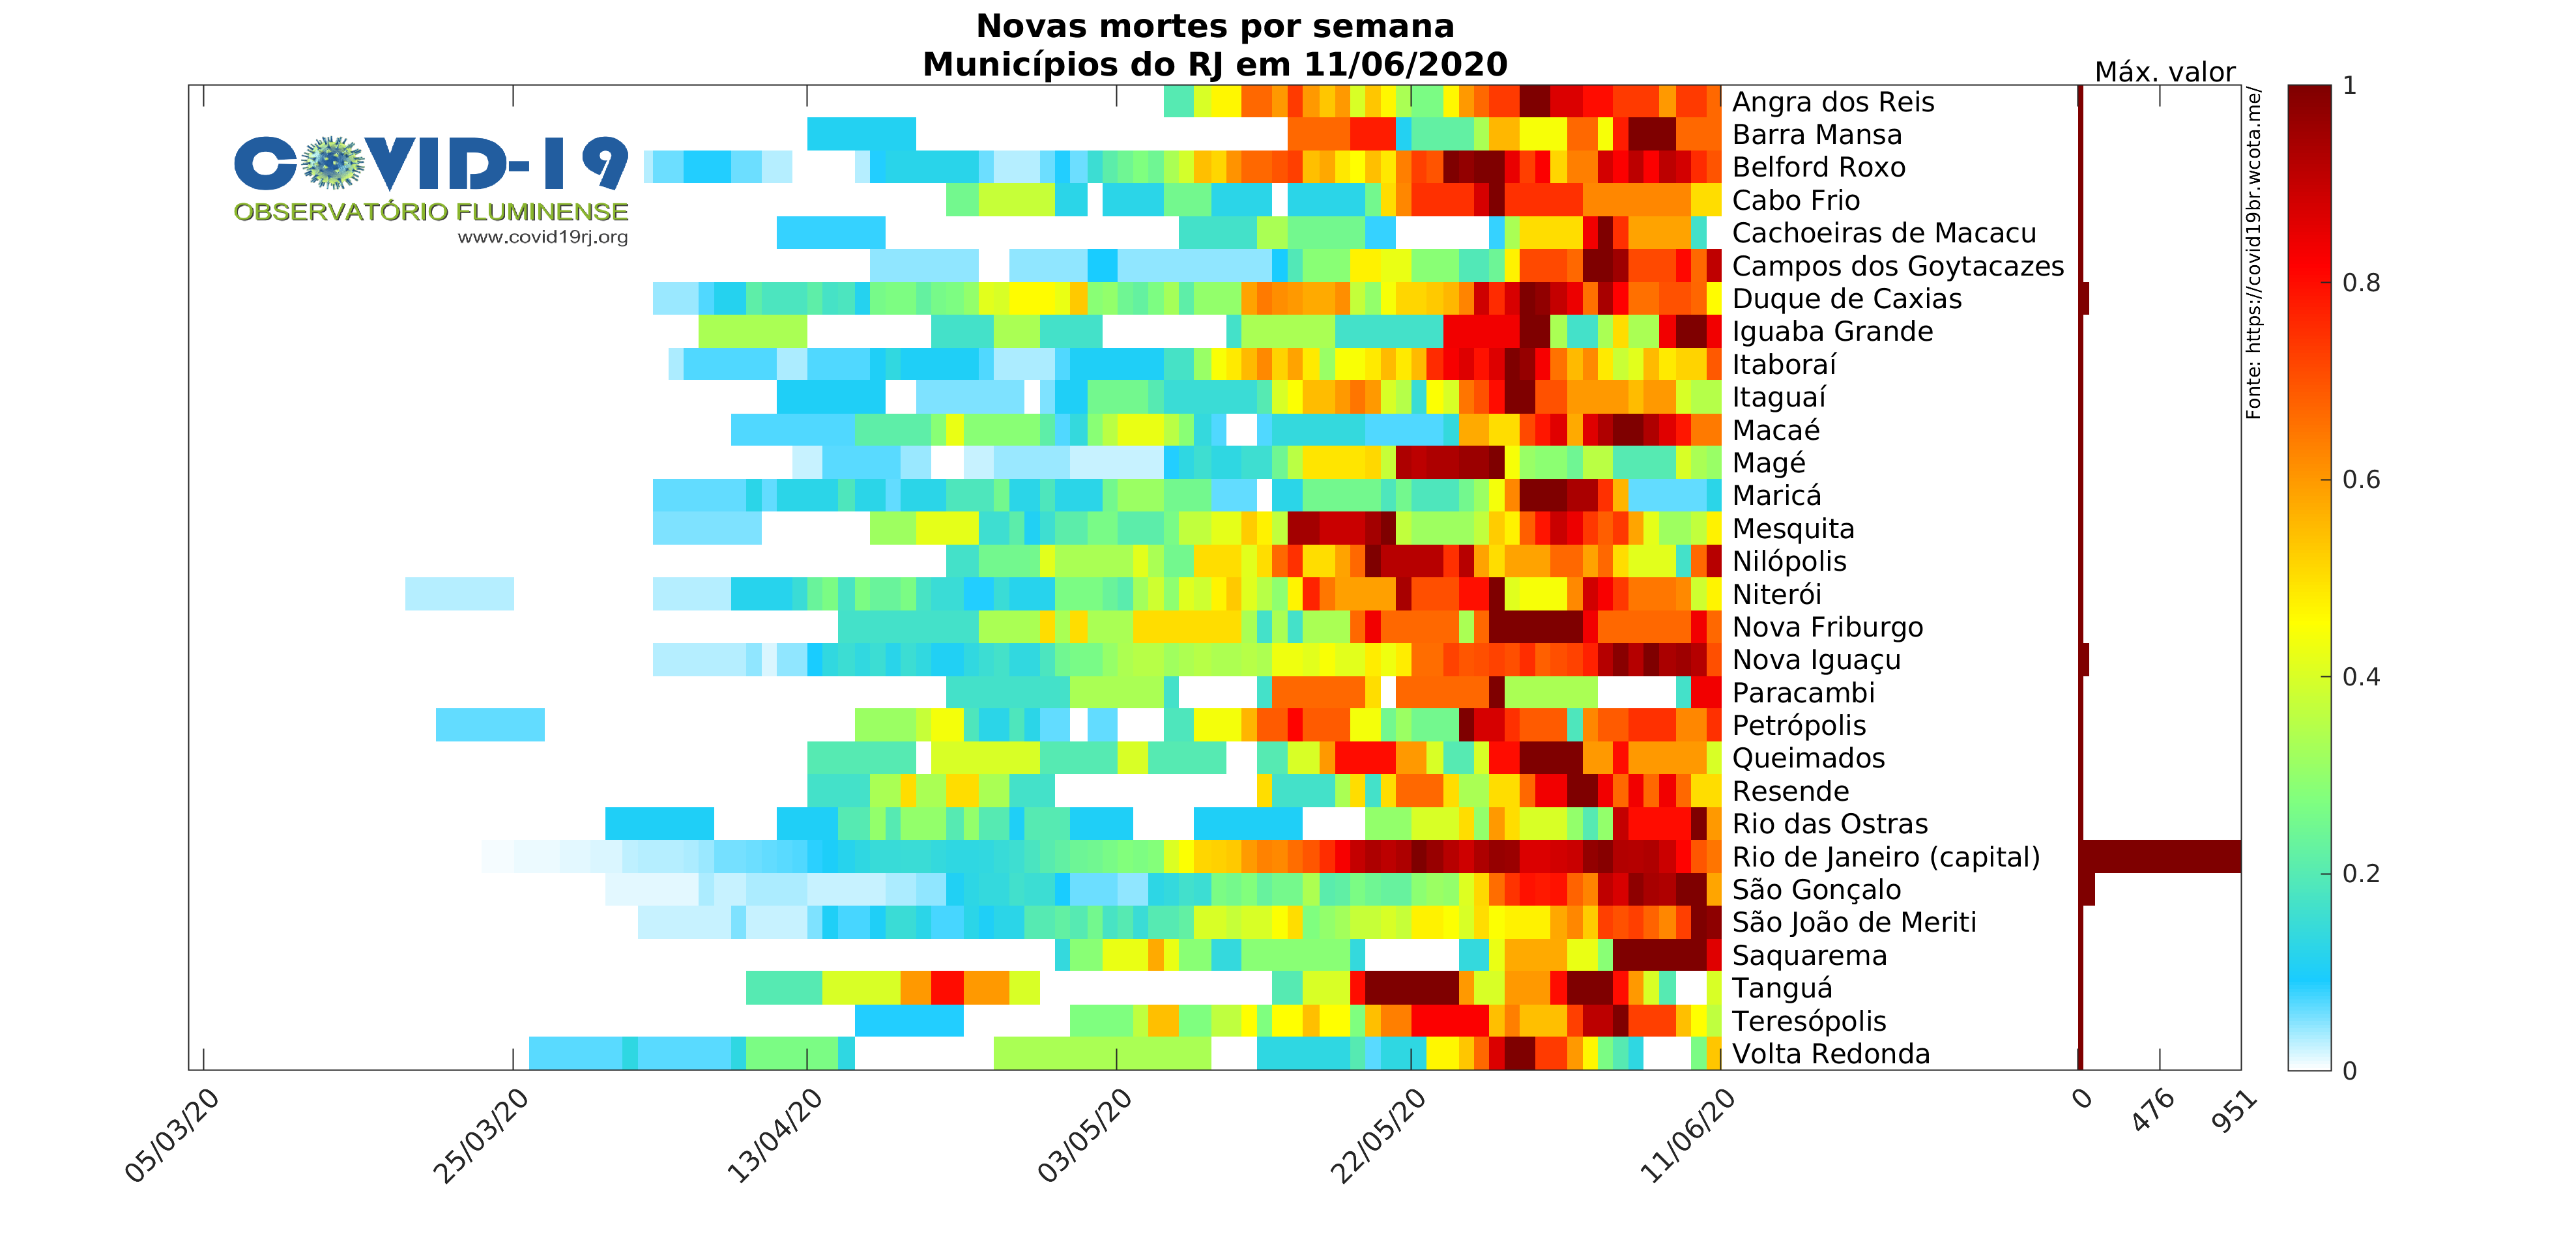 Novas mortes por semana
Municípios do RJ em 11/06/2020
Máx. valor
COVID-19
OBSERVATÓRIO FLUMINENSE
www.covid19rj.org
Angra dos Reis
Barra Mansa
Belford Roxo
Cabo Frio
Cachoeiras de Macacu
Campos dos Goytacazes
Duque de Caxias
Iguaba Grande
Itaboraí
Itaguaí
Macaé
Magé
Maricá
Mesquita
Nilópolis
Niterói
Nova Friburgo
Nova Iguaçu
Paracambi
Petrópolis
Queimados
Resende
Rio das Ostras
Rio de Janeiro (capital)
São Gonçalo
São João de Meriti
Saquarema
Tanguá
Teresópolis
Volta Redonda
05/03/20
25/03/20
13/04/20
03/05/20
22/05/20
11/06/20
0
476
951
Fonte: https://covid19br.wcota.me/
1
0.8
0.6
0.4
0.2
0